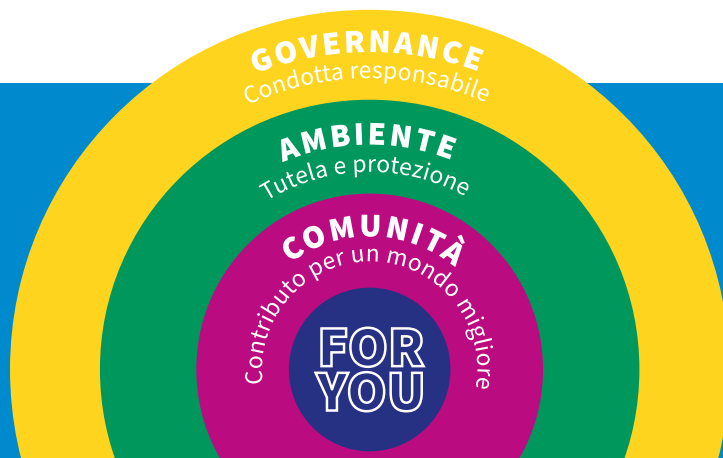 GOVERNANCE
Condotta responsabile
AMBIENTE
Tutela e protezione
COMUNITÀ
Contributo per un mondo migliore
FOR
YOU